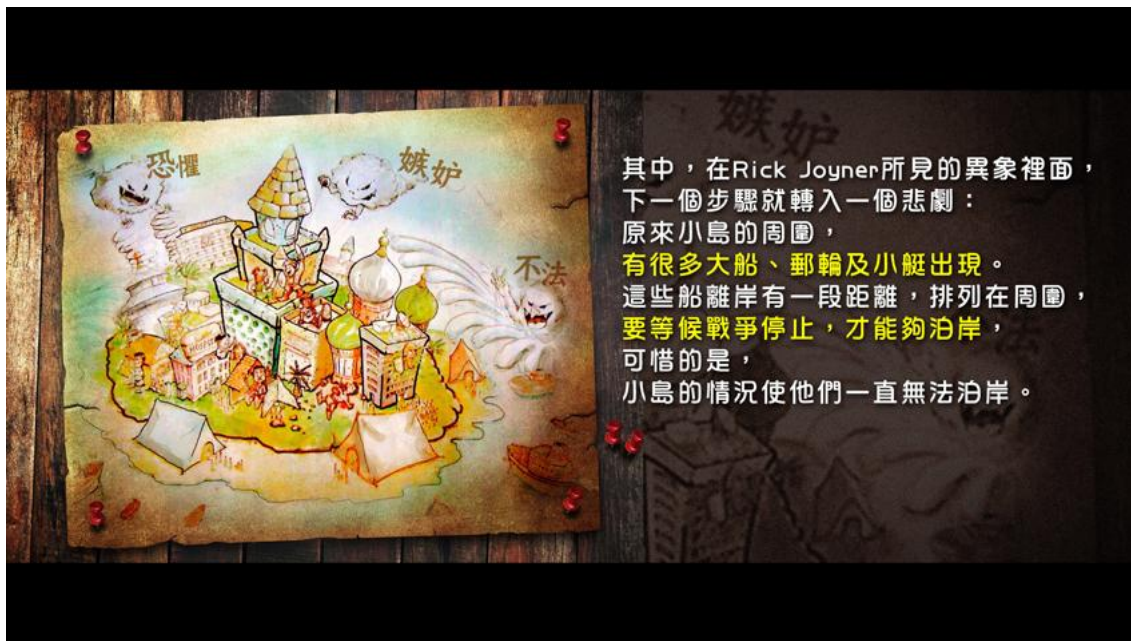 恐懼
嫉妒
不法
其中，在Rick Joyner所見的異象裡面，
下一個步驟就轉入一個悲劇：
原來小島的周圍，
有很多大船、郵輪及小艇出現。
這些船離岸有一段距離，排列在周圍，
要等候戰爭停止，才能夠泊岸，
可惜的是，
小島的情況使他們一直無法泊岸。
嫉妒